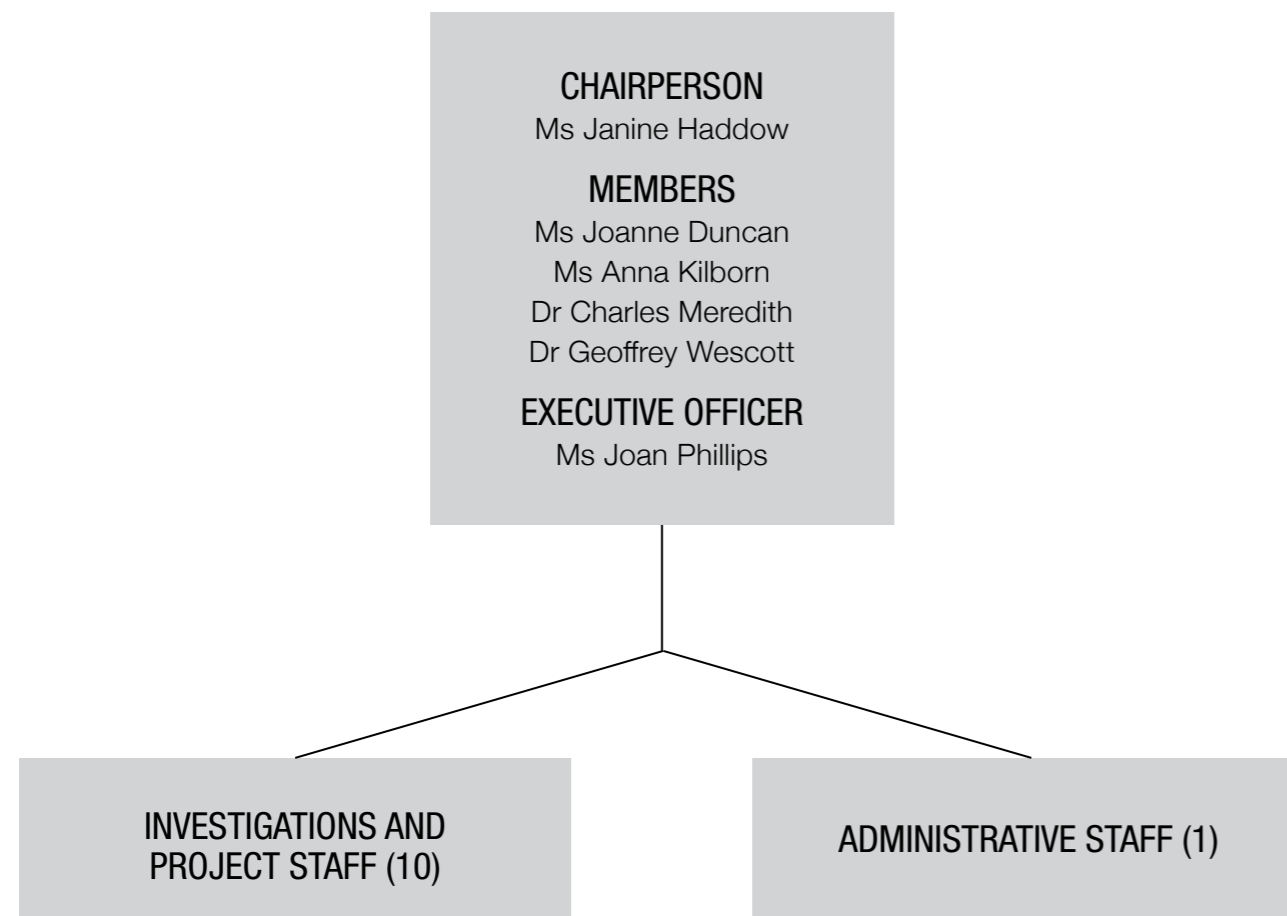 CHAIRPERSON
Ms Janine Haddow
MEMBERS
Ms Joanne Duncan
Ms Anna Kilborn
Dr Charles Meredith
Dr Geoffrey Wescott
EXECUTIVE OFFICER
Ms Joan Phillips
INVESTIGATIONS AND
PROJECT STAFF (10)
ADMINISTRATIVE STAFF (1)